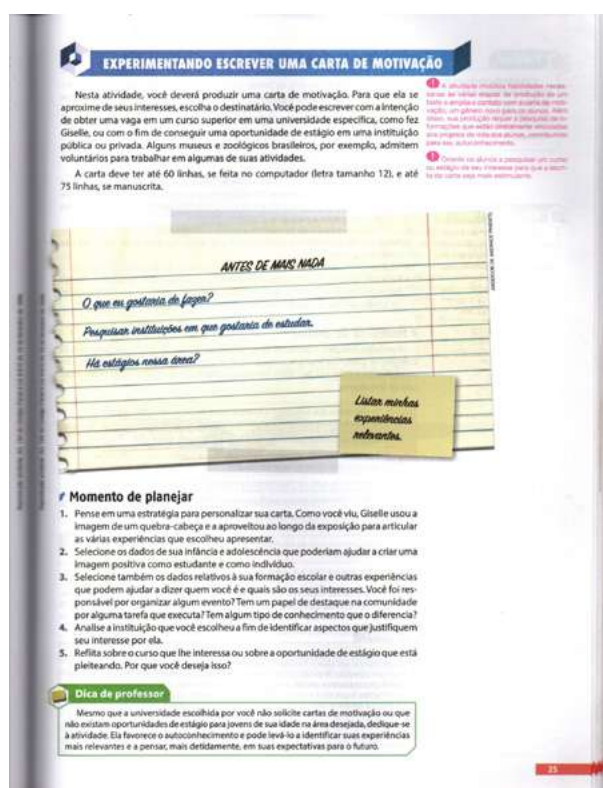 EXPERIMENTANDO ESCREVER UMA CARTA DE MOTIVAÇÃO
Nesta atividade, você deverá produzir uma carta de motivação. Para que ela se
aproxime de seus interesses, escolha o destinatário. Você pode escrever com a intenção
de obter uma vaga em um curso superior em uma universidade específica, como fez
Giselle, ou com o fim de conseguir uma oportunidade de estágio em uma instituição
pública ou privada. Alguns museus e zoológicos brasileiros, por exemplo, admitem
voluntários para trabalhar em algumas de suas atividades.
A carta deve ter até 60 linhas, se feita no computador (letra tamanho 12), e até
75 linhas, se manuscrita.
ANTES DE MAIS NADA
O que eu gostaria de fazer?
Pesquisar instituições em que gostaria de estudar.
Há estágios nessa área?
Listar minhas
experiências
relevantes.
Momento de planejar
1. Pense em uma estratégia para personalizar sua carta. Como você viu, Giselle usou a
imagem de um quebra-cabeça e a aproveitou ao longo da exposição para articular
as várias experiências que escolheu apresentar.
2. Selecione os dados de sua infância e adolescência que poderiam ajudar a criar uma
imagem positiva como estudante e como indivíduo.
3. Selecione também os dados relativos à sua formação escolar e outras experiências
que podem ajudar a dizer quem você é e quais são os seus interesses. Você foi res-
ponsável por organizar algum evento? Tem um papel de destaque na comunidade
por alguma tarefa que executa? Tem algum tipo de conhecimento que o diferencia?
4. Analise a instituição que você escolheu a fim de identificar aspectos que justifiquem
seu interesse por ela.
5. Reflita sobre o curso que lhe interessa ou sobre a oportunidade de estágio que está
pleiteando. Por que você deseja isso?
Dica de professor
Mesmo que a universidade escolhida por você não solicite cartas de motivação ou que
não existam oportunidades de estágio para jovens de sua idade na área desejada, dedique-se
à atividade. Ela favorece o autoconhecimento e pode levá-lo a identificar suas experiências
mais relevantes e a pensar, mais detidamente, em suas expectativas para o futuro.
25